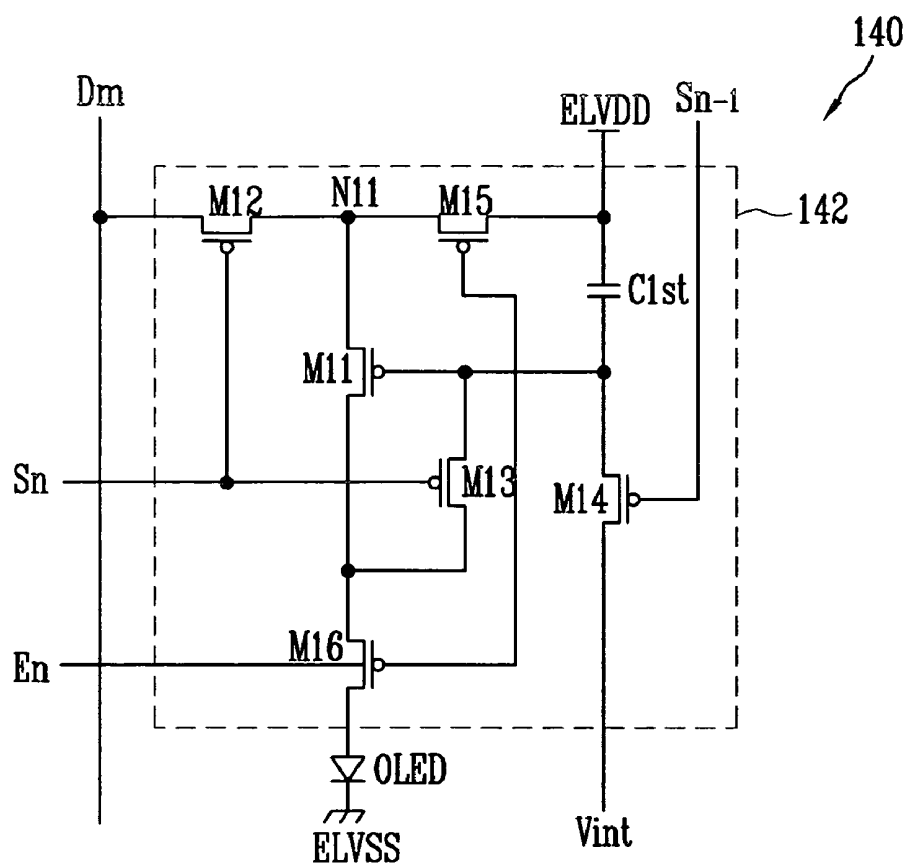 140
Dm
ELVDD
Sn-1
M12
N11
M15
142
C1st
M11
Sn
M13
M14
M16
En
OLED
ELVSS
Vint